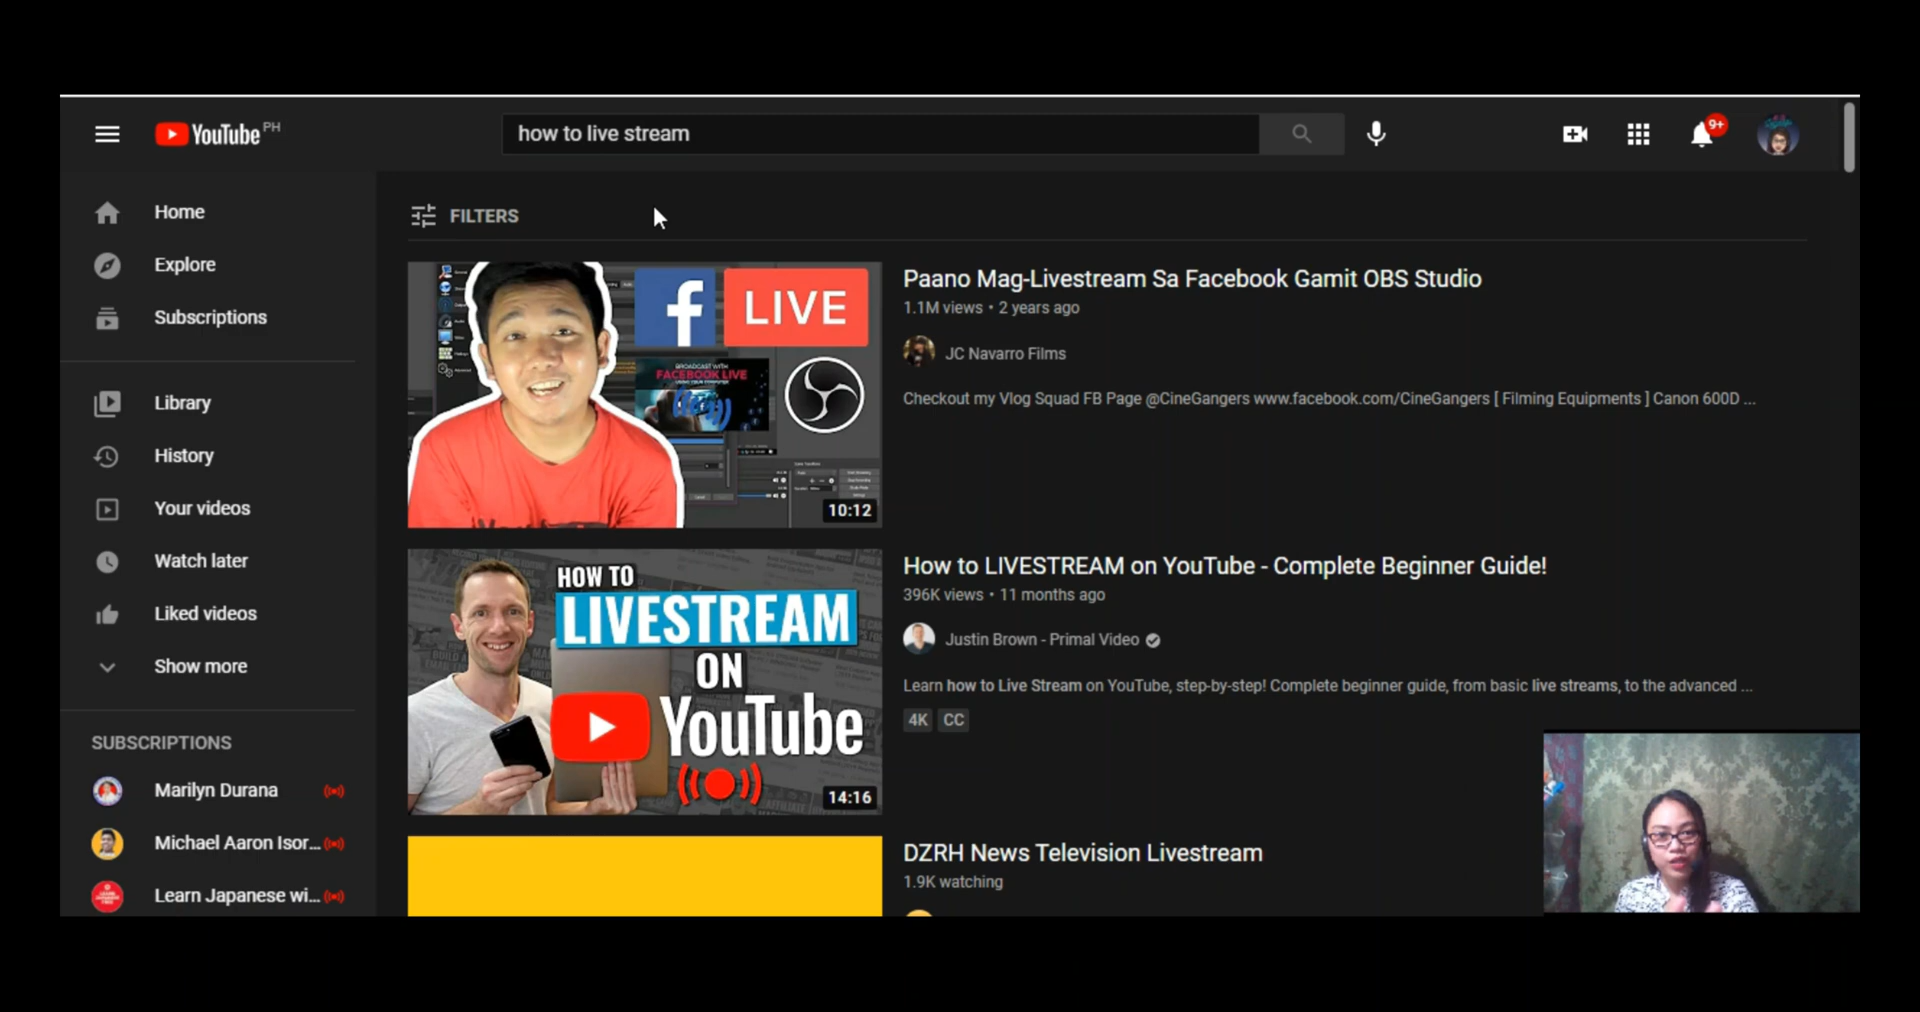 YouTube PH
how to live stream
9+
Home
Explore
Subscriptions
Library
History
Your videos
Watch later
Liked videos
Show more
SUBSCRIPTIONS
Marilyn Durana
Michael Aaron Isor...
Learn Japanese wi...
FILTERS
f LIVE
BROADCAST WITH
FACEBOOK LIVE
10:12
Paano Mag-Livestream Sa Facebook Gamit OBS Studio
1.1M views • 2 years ago
JC Navarro Films
Checkout my Vlog Squad FB Page @CineGangers www.facebook.com/CineGangers [ Filming Equipments ] Canon 600D ...
HOW TO
LIVESTREAM
ON
YouTube
14:16
How to LIVESTREAM on YouTube - Complete Beginner Guide!
396K views • 11 months ago
Justin Brown - Primal Video
Learn how to Live Stream on YouTube, step-by-step! Complete beginner guide, from basic live streams, to the advanced ...
4K CC
DZRH News Television Livestream
1.9K watching